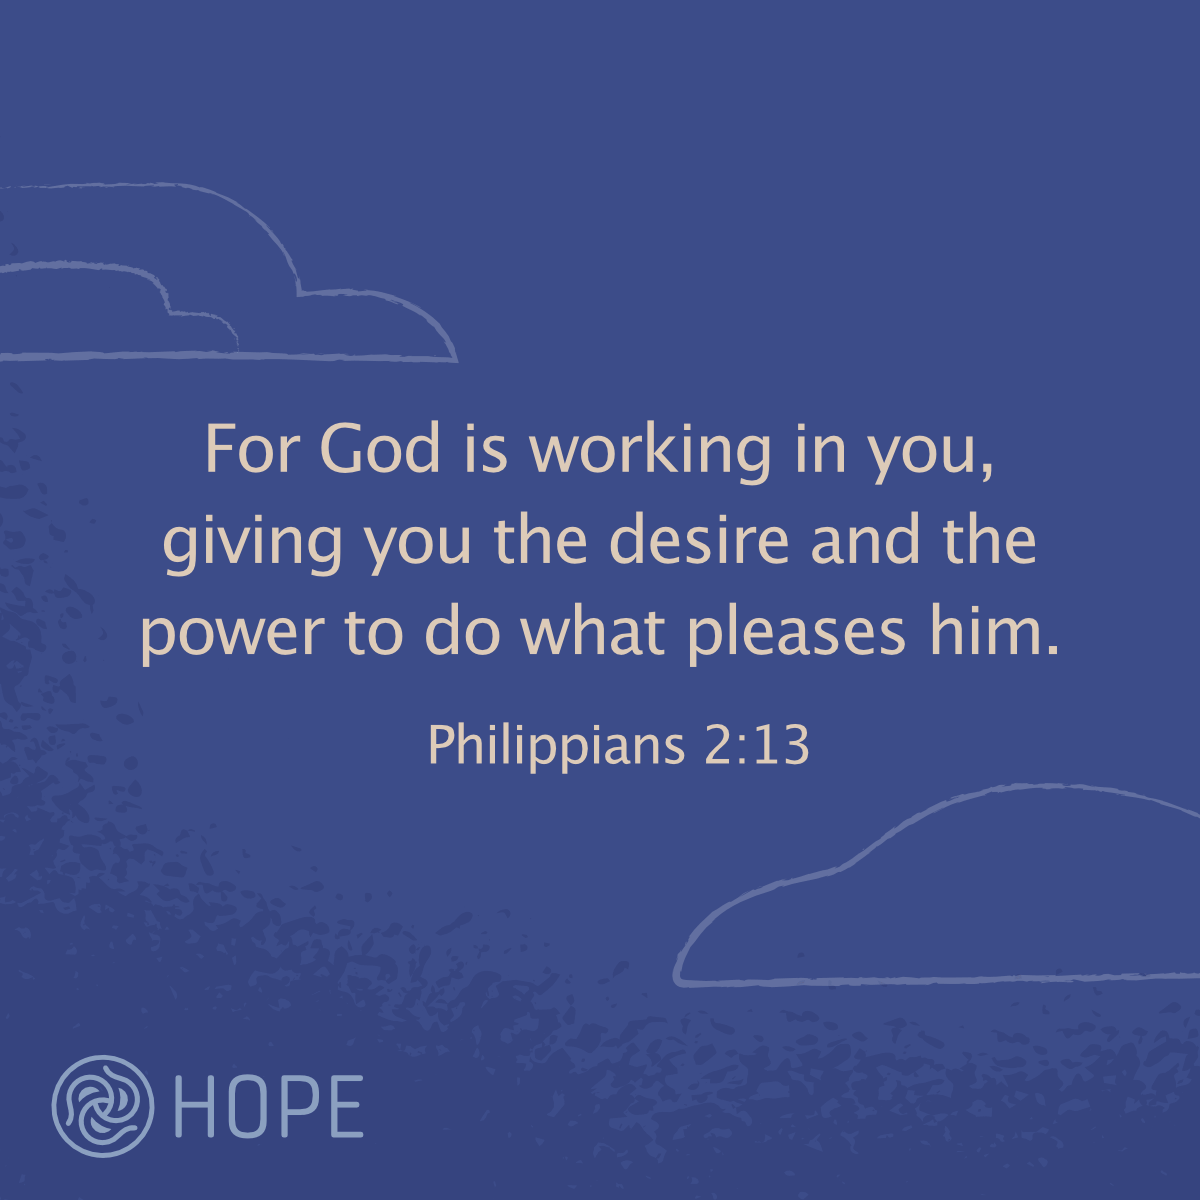 For God is working in you,
giving you the desire and the
power to do what pleases him.
Philippians 2:13
HOPE